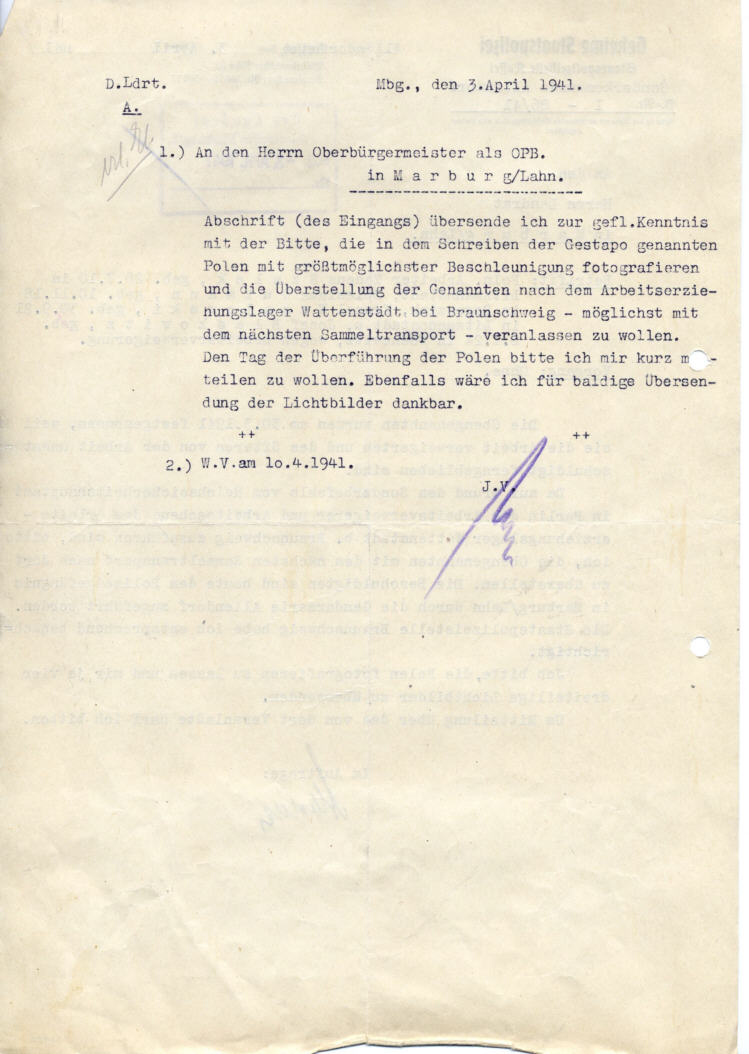 D.Ldrt.
Mbg., den 3.April 1941.
A.
1.) An den Herrn Oberbürgermeister als OPB.
in M a r b u r g/Lahn.
Abschrift (des Eingangs) übersende ich zur gefl.Kenntnis
mit der Bitte, die in dem Schreiben der Gestapo genannten
Polen mit größtmöglichster Beschleunigung fotografieren
und die Überstellung der Genannten nach dem Arbeitserzie-
hungslager Wattenstädt bei Braunschweig - möglichst mit
dem nächsten Sammeltransport - veranlassen zu wollen.
Den Tag der Überführung der Polen bitte ich mir kurz m -
teilen zu wollen. Ebenfalls wäre ich für baldige Übersen-
dung der Lichtbilder dankbar.
++ ++
2.) W.V.am lo.4.1941.
J.V.